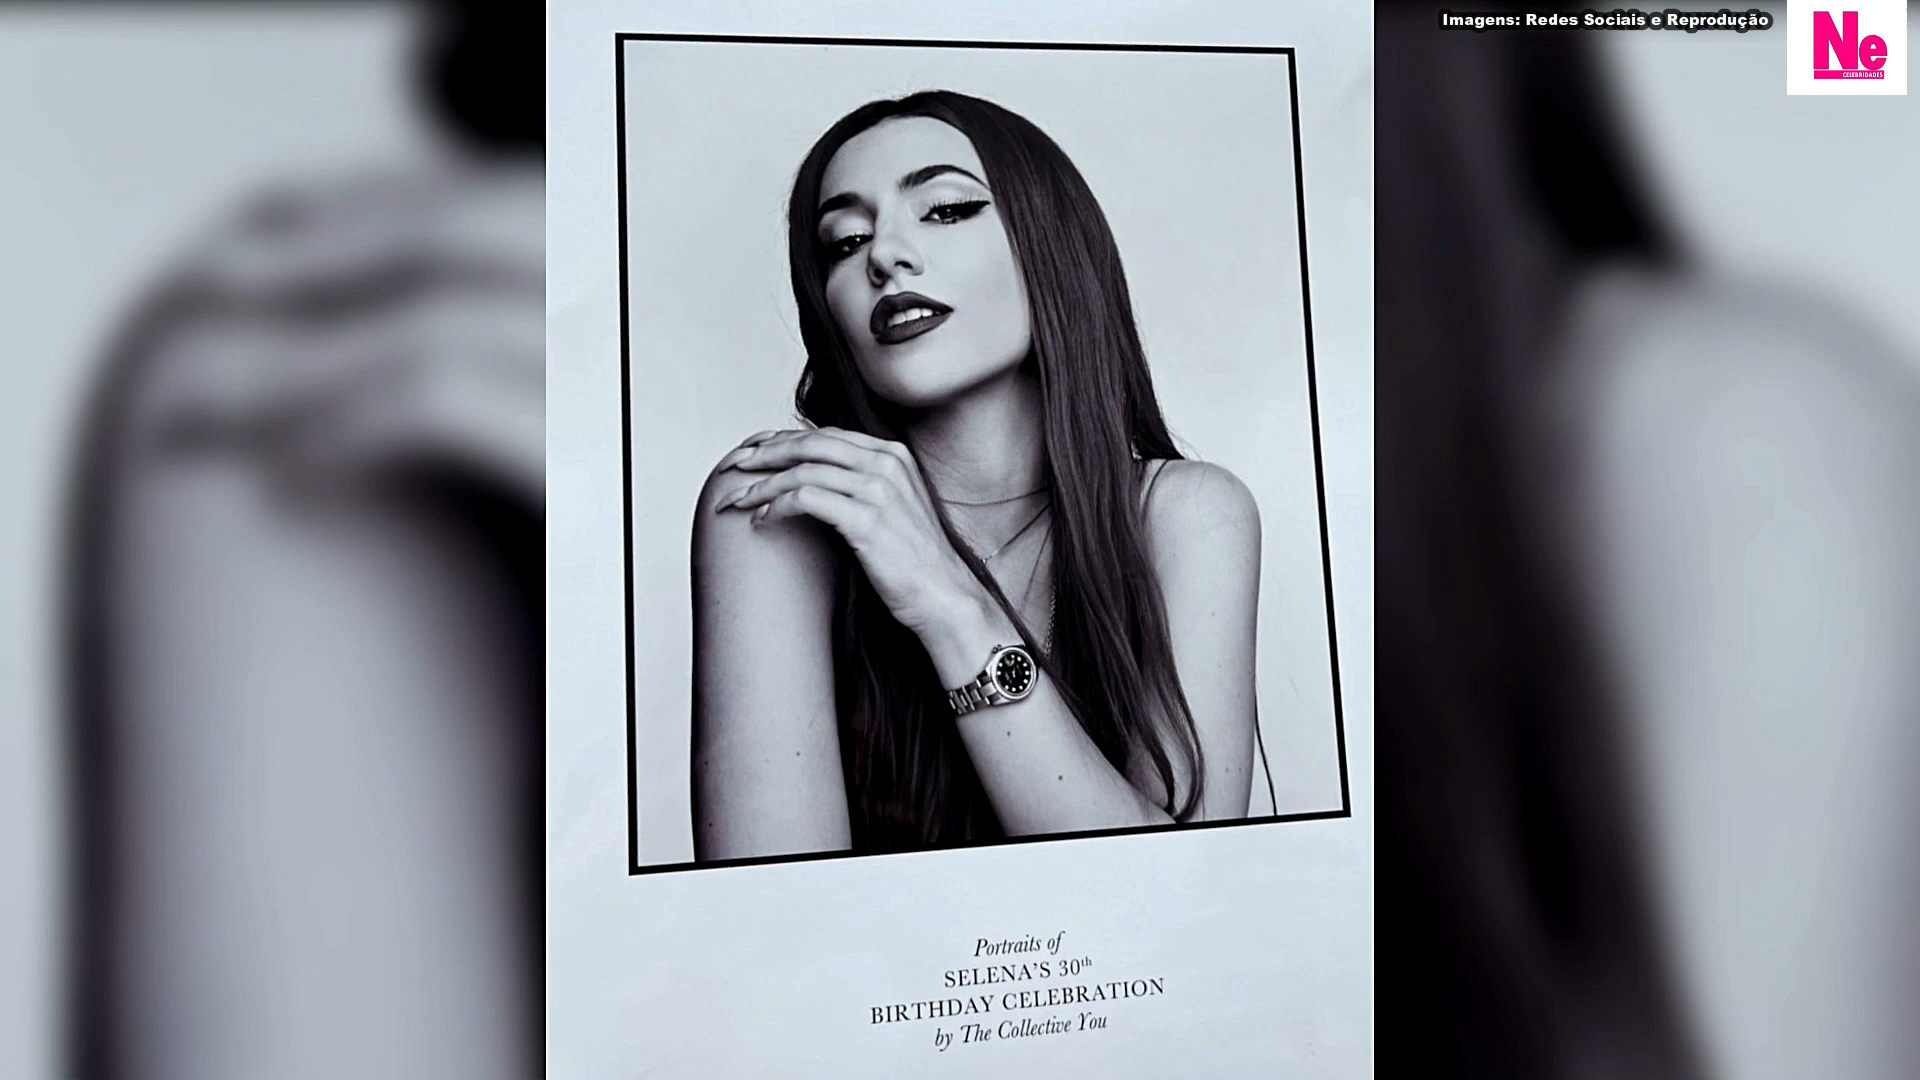 Imagens: Redes Sociais e Reprodução
Ne
CELEBRIDADES
Portraits of
SELENA'S 30th
BIRTHDAY CELEBRATION
by The Collective You